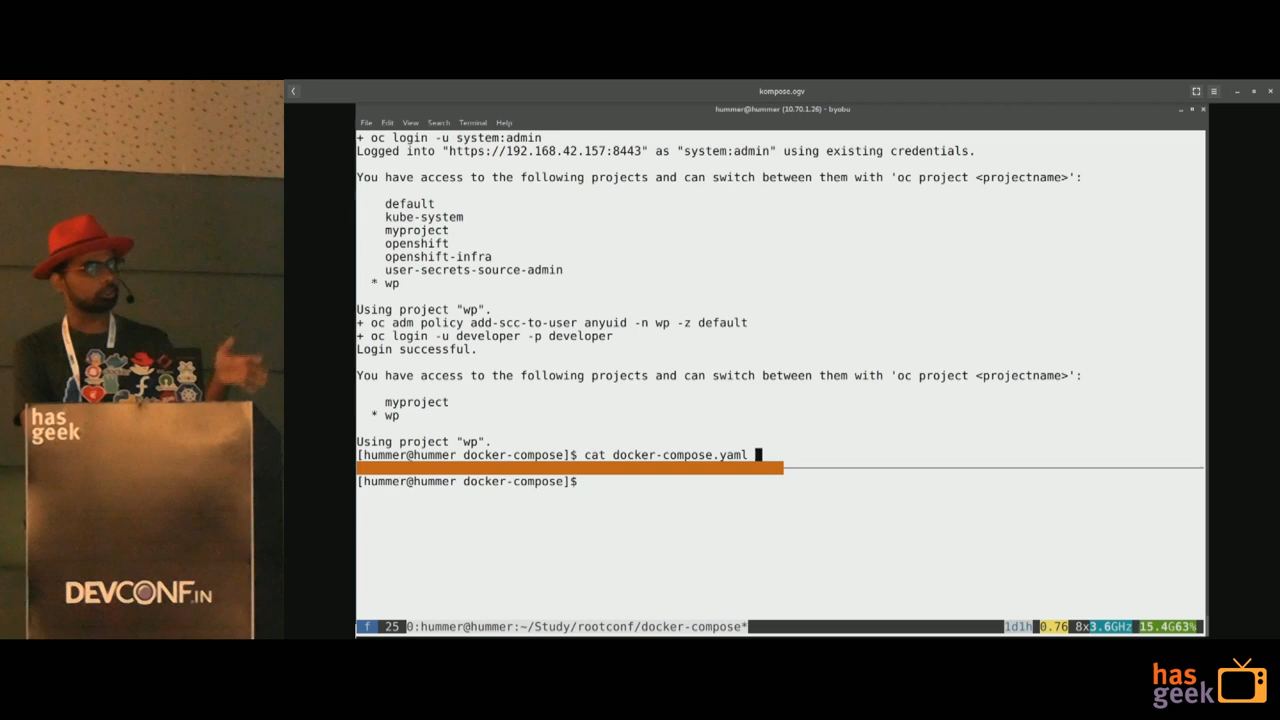 kompose.ogv
hummer@hummer (10.70.1.26) - byobu
File Edit View Search Terminal Help
+ oc login -u system:admin
Logged into "https://192.168.42.157:8443" as "system:admin" using existing credentials.
You have access to the following projects and can switch between them with 'oc project <projectname>':
default
kube-system
myproject
openshift
openshift-infra
user-secrets-source-admin
* wp
Using project "wp".
+ oc adm policy add-scc-to-user anyuid -n wp -z default
+ oc login -u developer -p developer
Login successful.
You have access to the following projects and can switch between them with 'oc project <projectname>':
myproject
* wp
Using project "wp".
[hummer@hummer docker-compose]$ cat docker-compose.yaml
[hummer@hummer docker-compose]$
f 25 0:hummer@hummer:~/Study/rootconf/docker-compose* 1d1h 0.76 8x3.6GHz 15.4G63%
has
geek
DEVCONF.IN
has
geek